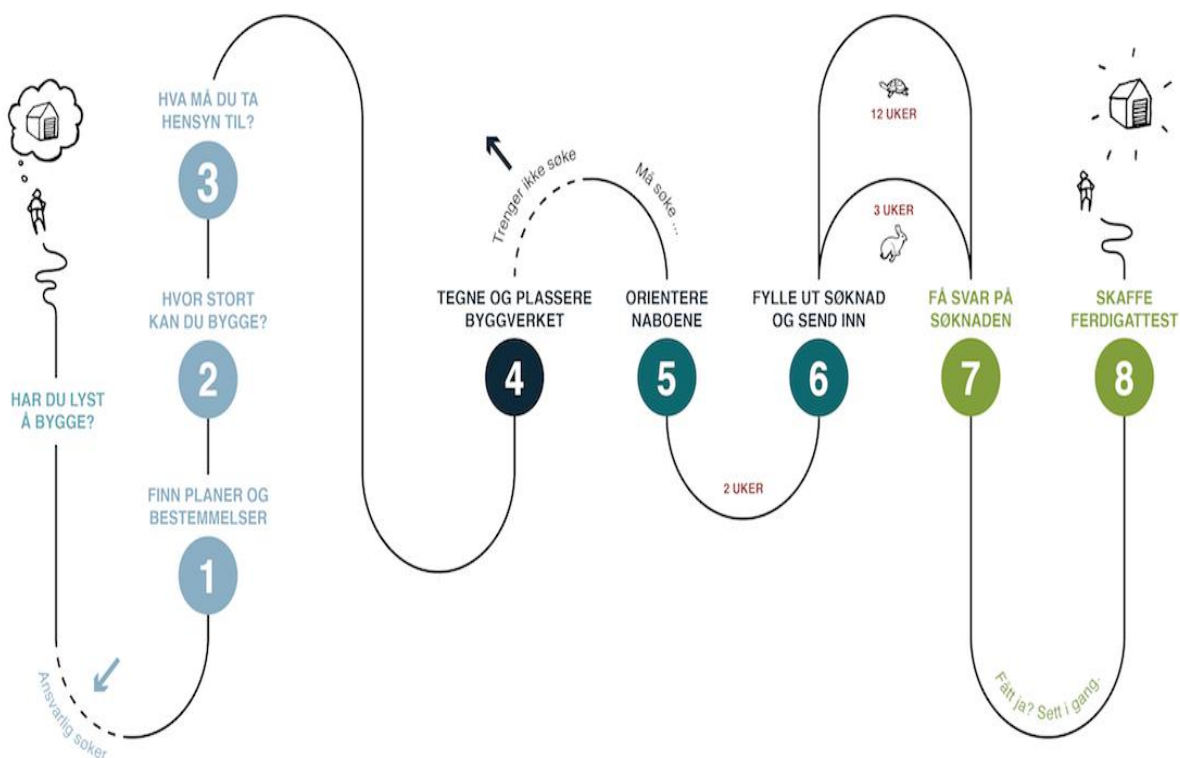 HAR DU LYST
Å BYGGE?
Ansvarlig søker
FINN PLANER OG
BESTEMMELSER
1
HVOR STORT
KAN DU BYGGE?
2
HVA MÅ DU TA
HENSYN TIL?
3
TEGNE OG PLASSERE
BYGGVERKET
4
Trenger ikke søke
Må søke ...
ORIENTERE
NABOENE
5
2 UKER
FYLLE UT SØKNAD
OG SEND INN
6
12 UKER
3 UKER
FÅ SVAR PÅ
SØKNADEN
7
Fått ja? Sett i gang.
SKAFFE
FERDIGATTEST
8